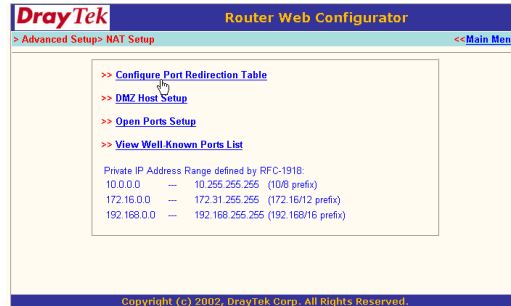 DrayTek Router Web Configurator
> Advanced Setup> NAT Setup <<Main Men
>> Configure Port Redirection Table
>> DMZ Host Setup
>> Open Ports Setup
>> View Well-Known Ports List
Private IP Address Range defined by RFC-1918:
10.0.0.0 --- 10.255.255.255 (10/8 prefix)
172.16.0.0 --- 172.31.255.255 (172.16/12 prefix)
192.168.0.0 --- 192.168.255.255 (192.168/16 prefix)
Copyright (c) 2002, DrayTek Corp. All Rights Reserved.